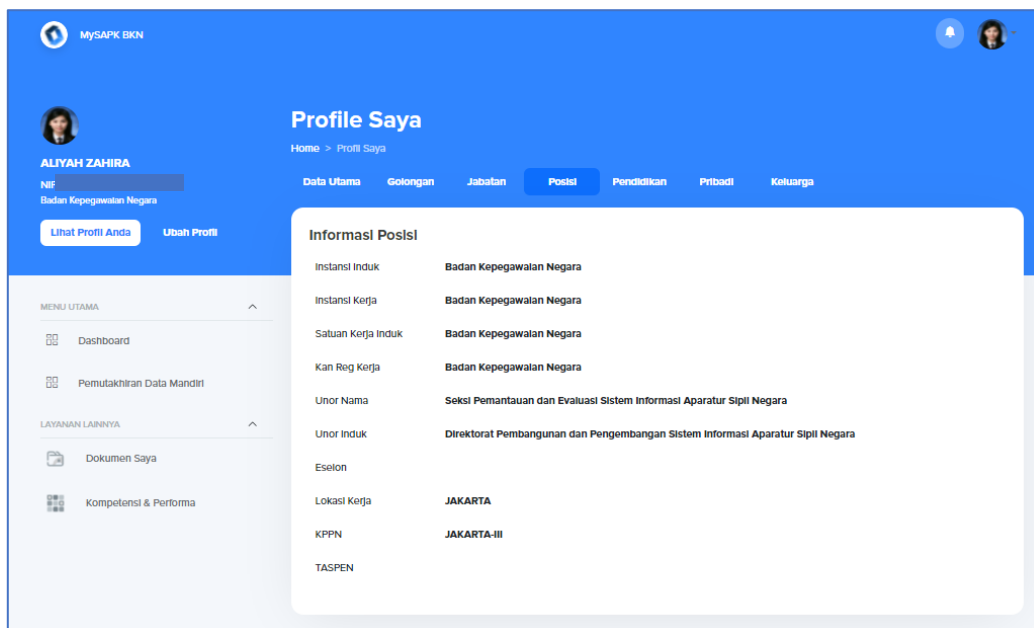 MySAPK BKN
ALIYAH ZAHIRA
NIP
Badan Kepegawaian Negara
Lihat Profil Anda Ubah Profil
MENU UTAMA
Dashboard
Pemutakhiran Data Mandiri
LAYANAN LAINNYA
Dokumen Saya
Kompetensi & Performa
Profile Saya
Home > Profil Saya
Data Utama Golongan Jabatan Posisi Pendidikan Pribadi Keluarga
Informasi Posisi
Instansi Induk Badan Kepegawaian Negara
Instansi Kerja Badan Kepegawaian Negara
Satuan Kerja Induk Badan Kepegawaian Negara
Kan Reg Kerja Badan Kepegawaian Negara
Unor Nama Seksi Pemantauan dan Evaluasi Sistem Informasi Aparatur Sipil Negara
Unor Induk Direktorat Pembangunan dan Pengembangan Sistem Informasi Aparatur Sipil Negara
Eselon
Lokasi Kerja JAKARTA
KPPN JAKARTA-III
TASPEN